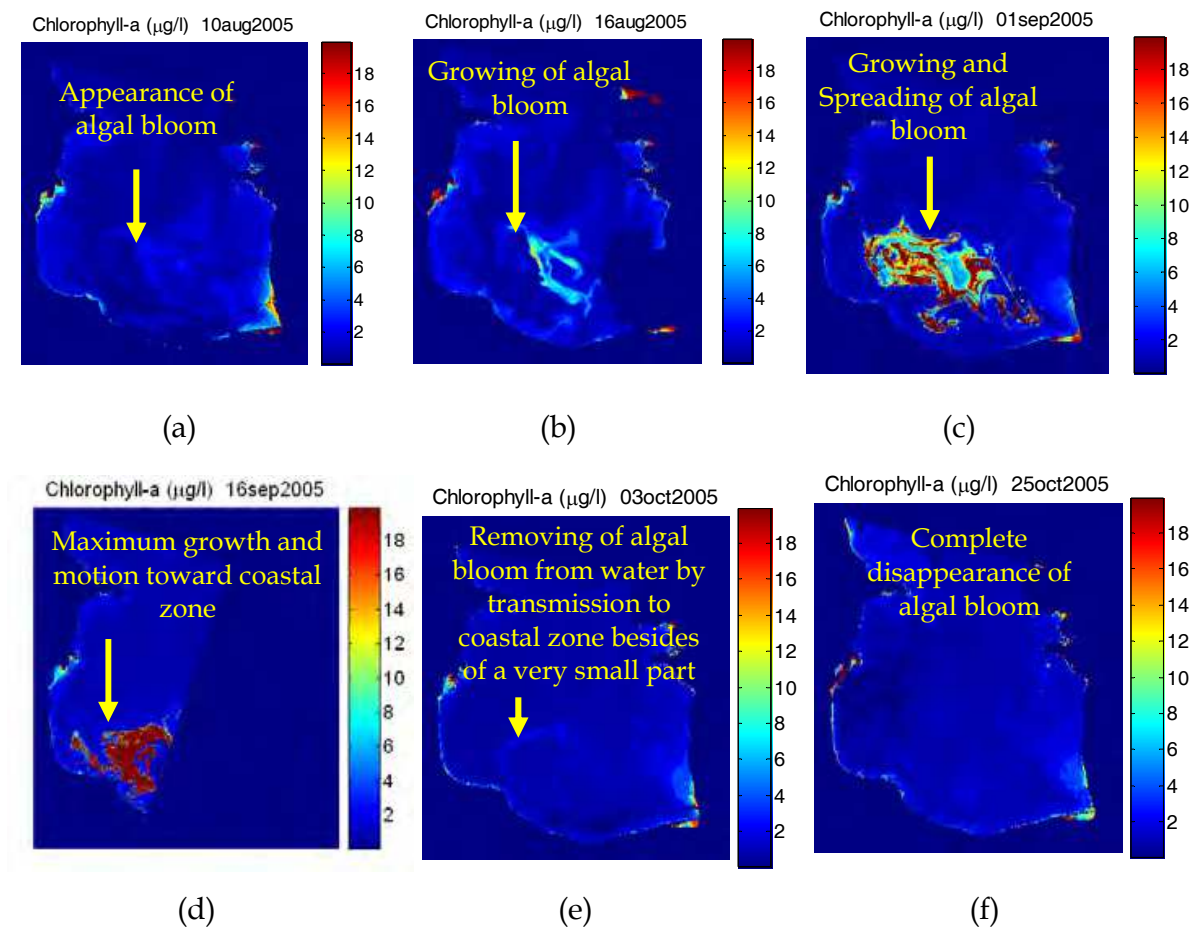 Chlorophyll-a (μg/l) 10aug2005
Appearance of
algal bloom
18
16
14
12
10
8
6
4
2
(a)
Chlorophyll-a (μg/l) 16aug2005
Growing of algal
bloom
18
16
14
12
10
8
6
4
2
(b)
Chlorophyll-a (μg/l) 01sep2005
Growing and
Spreading of algal
bloom
18
16
14
12
10
8
6
4
2
(c)
Chlorophyll-a (μg/l) 16sep2005
Maximum growth and
motion toward coastal
zone
18
16
14
12
10
8
6
4
2
(d)
Chlorophyll-a (μg/l) 03oct2005
Removing of algal
bloom from water by
transmission to
coastal zone besides
of a very small part
18
16
14
12
10
8
6
4
2
(e)
Chlorophyll-a (μg/l) 25oct2005
Complete
disappearance of
algal bloom
18
16
14
12
10
8
6
4
2
(f)